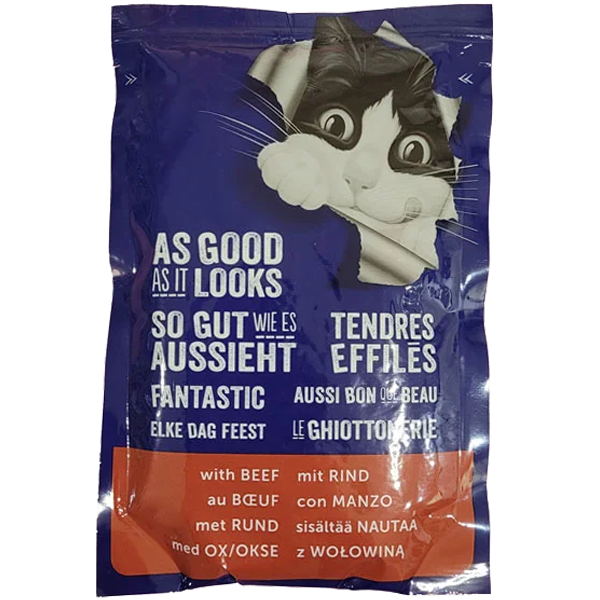 AS GOOD
AS IT LOOKS
SO GUT WIE ES
AUSSIEHT
TENDRES
EFFILĒS
FANTASTIC
AUSSI BON QUE BEAU
ELKE DAG FEEST
LE GHIOTTONERIE
with BEEF
mit RIND
au BŒUF
con MANZO
met RUND
sisältää NAUTAA
med OX/OKSE
z WOŁOWINĄ